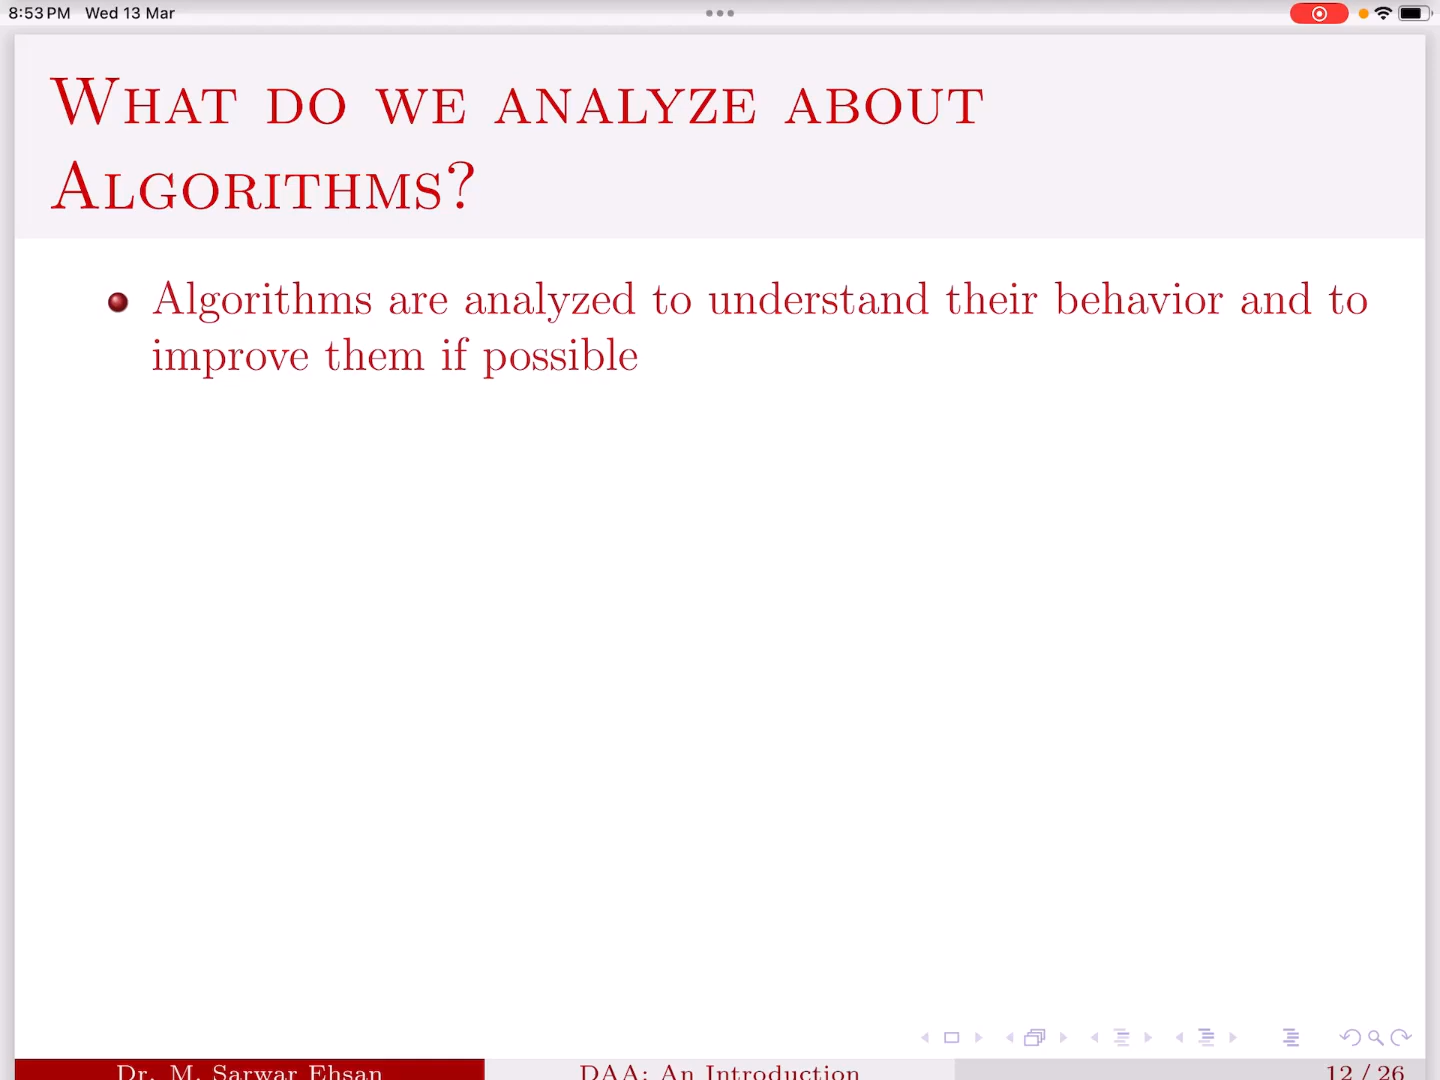 8:53 PM Wed 13 Mar
WHAT DO WE ANALYZE ABOUT
ALGORITHMS?
Algorithms are analyzed to understand their behavior and to
improve them if possible
Dr. M. Sarwar Ehsan DAA: An Introduction 12 / 26